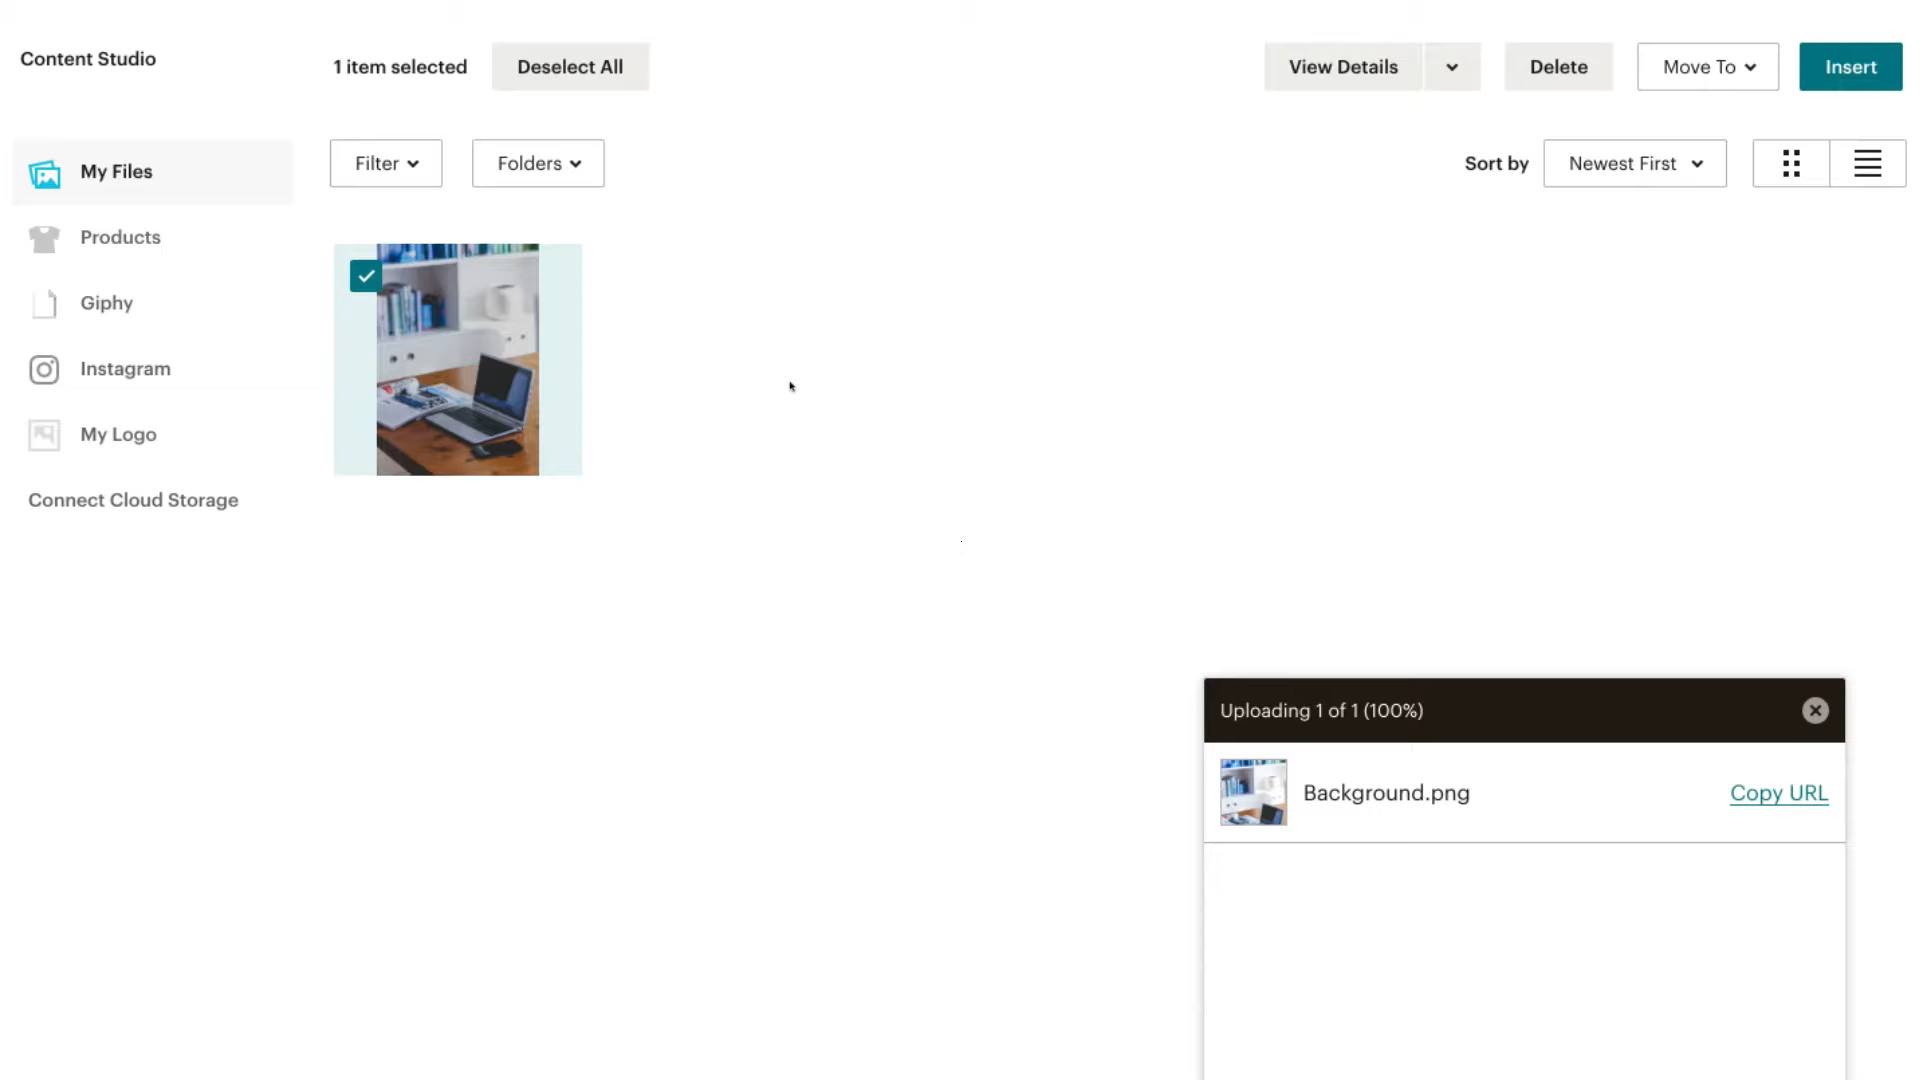 Content Studio
1 item selected
Deselect All
View Details
Delete
Move To
Insert
My Files
Products
Giphy
Instagram
My Logo
Connect Cloud Storage
Filter
Folders
Sort by
Newest First
Uploading 1 of 1 (100%)
Background.png
Copy URL